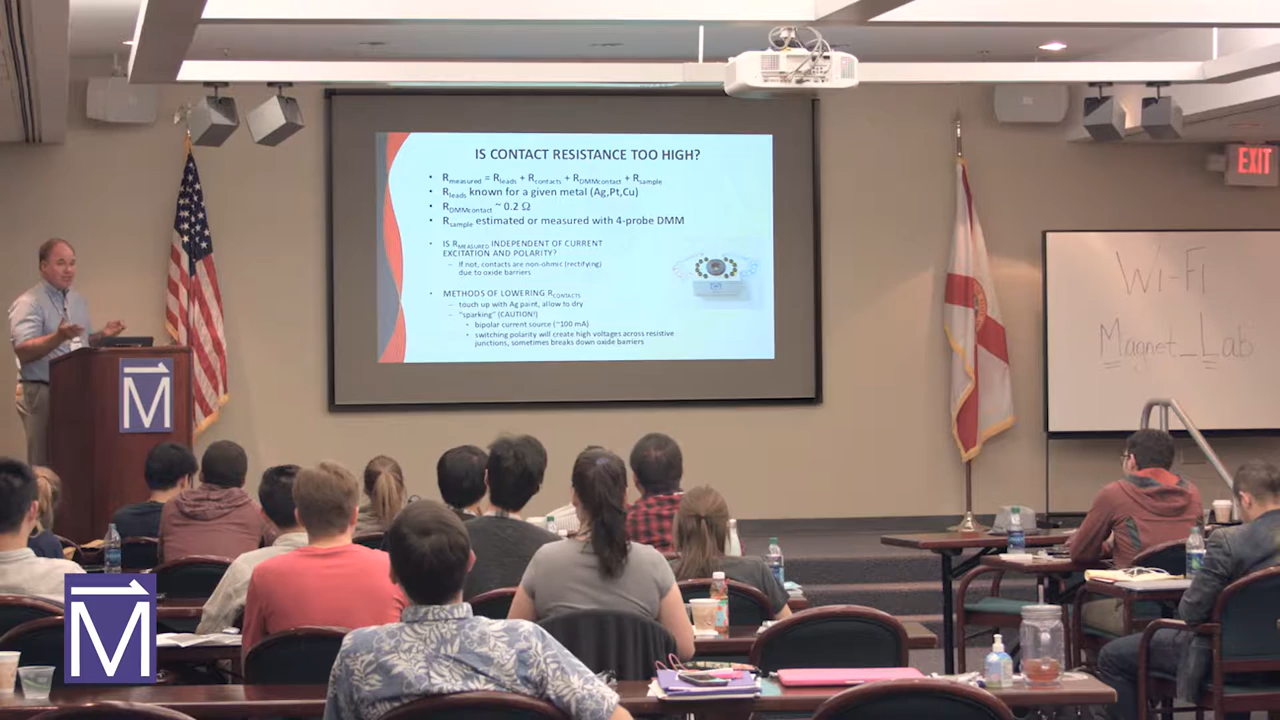 IS CONTACT RESISTANCE TOO HIGH?
• Rmeasured = Rleads + Rcontacts + RDMMcontact + Rsample
• Rleads known for a given metal (Ag,Pt,Cu)
• RDMMcontact ~ 0.2 Ω
• Rsample estimated or measured with 4-probe DMM
• IS RMEASURED INDEPENDENT OF CURRENT
EXCITATION AND POLARITY?
– If not, contacts are non-ohmic (rectifying)
due to oxide barriers
• METHODS OF LOWERING RCONTACTS
– touch up with Ag paint, allow to dry
– "sparking" (CAUTION!)
• bipolar current source (~100 mA)
• switching polarity will create high voltages across resistive
junctions, sometimes breaks down oxide barriers
EXIT
Wi-Fi
Magnet_Lab
M
M